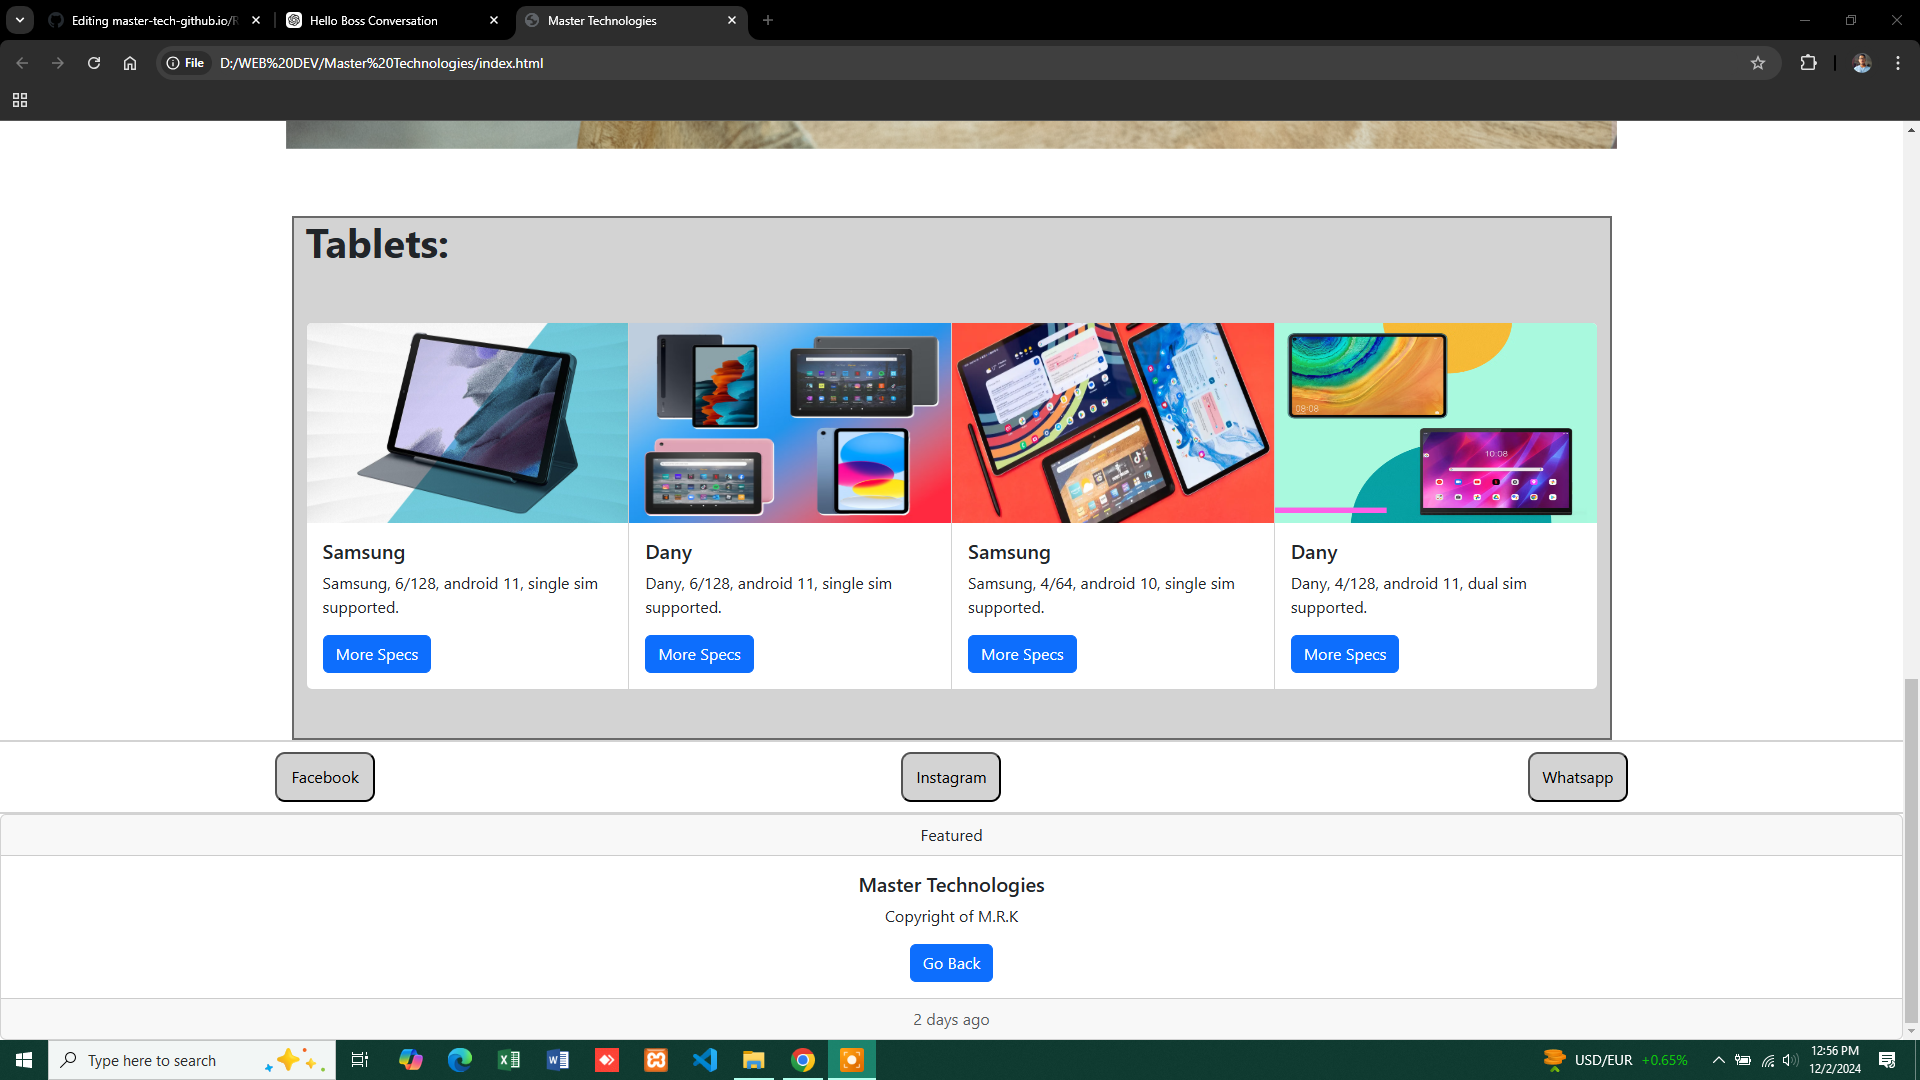 Editing master-tech-github.io/R
Hello Boss Conversation
Master Technologies
File
D:/WEB%20DEV/Master%20Technologies/index.html
Tablets:
08:08
10:08
Samsung
Samsung, 6/128, android 11, single sim
supported.
More Specs
Dany
Dany, 6/128, android 11, single sim
supported.
More Specs
Samsung
Samsung, 4/64, android 10, single sim
supported.
More Specs
Dany
Dany, 4/128, android 11, dual sim
supported.
More Specs
Facebook
Instagram
Whatsapp
Featured
Master Technologies
Copyright of M.R.K
Go Back
2 days ago
Type here to search
USD/EUR +0.65%
12:56 PM
12/2/2024